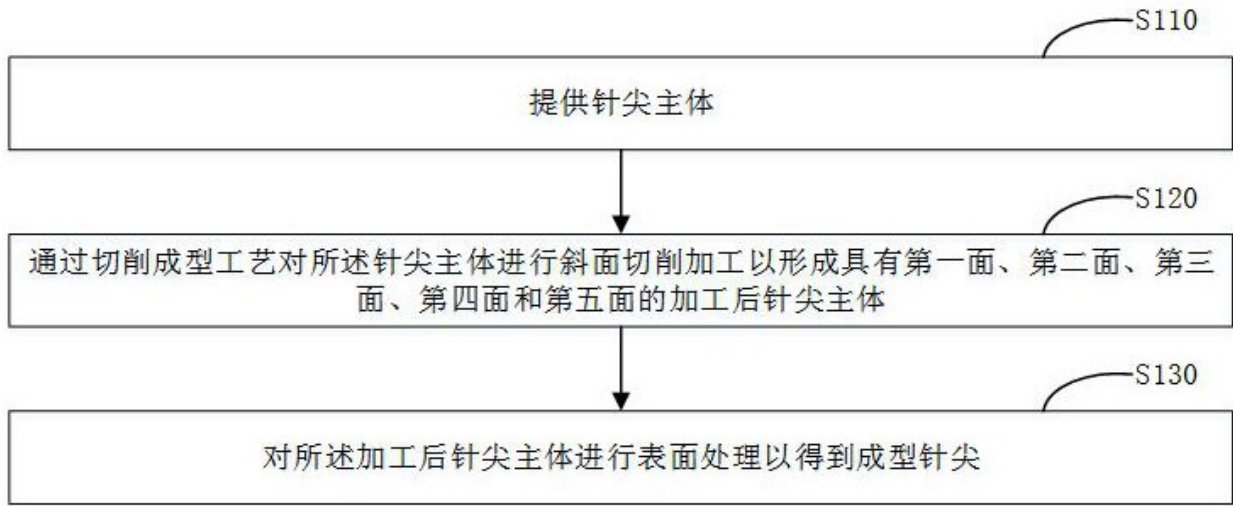 S110
提供针尖主体
S120
通过切削成型工艺对所述针尖主体进行斜面切削加工以形成具有第一面、第二面、第三
面、第四面和第五面的加工后针尖主体
S130
对所述加工后针尖主体进行表面处理以得到成型针尖